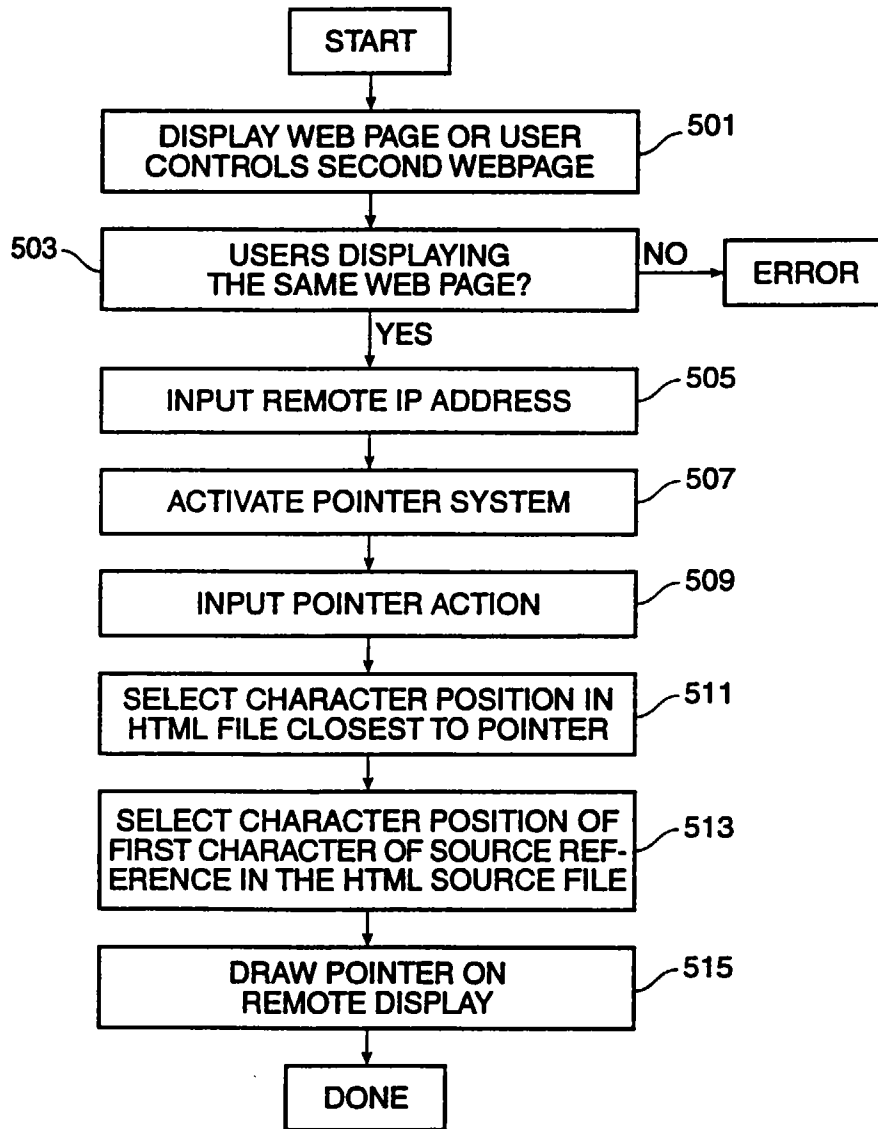 START
DISPLAY WEB PAGE OR USER
CONTROLS SECOND WEBPAGE
501
503
USERS DISPLAYING
THE SAME WEB PAGE?
NO
ERROR
YES
INPUT REMOTE IP ADDRESS
505
ACTIVATE POINTER SYSTEM
507
INPUT POINTER ACTION
509
SELECT CHARACTER POSITION IN
HTML FILE CLOSEST TO POINTER
511
SELECT CHARACTER POSITION OF
FIRST CHARACTER OF SOURCE REF-
ERENCE IN THE HTML SOURCE FILE
513
DRAW POINTER ON
REMOTE DISPLAY
515
DONE